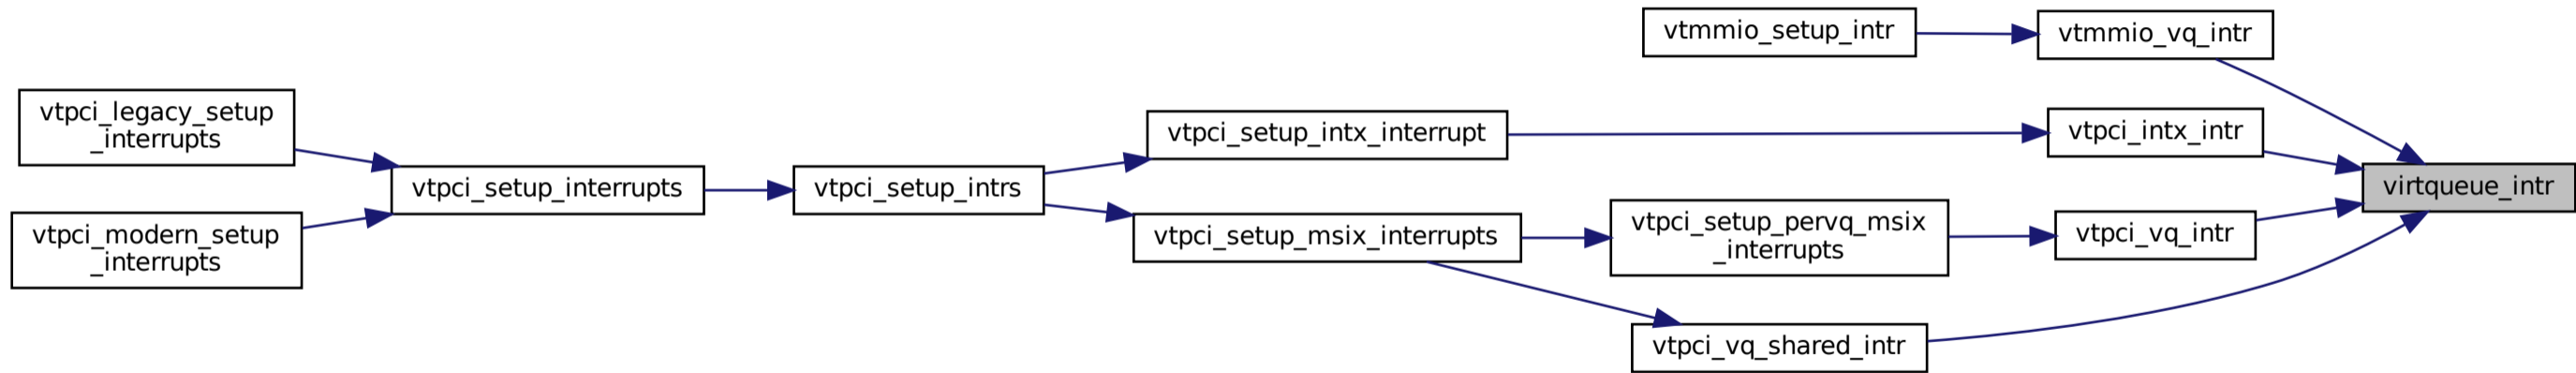 vtmmio_setup_intr
vtmmio_vq_intr
vtpci_legacy_setup
_interrupts
vtpci_setup_intx_interrupt
vtpci_intx_intr
vtpci_setup_interrupts
vtpci_setup_intrs
virtqueue_intr
vtpci_modern_setup
_interrupts
vtpci_setup_msix_interrupts
vtpci_setup_pervq_msix
_interrupts
vtpci_vq_intr
vtpci_vq_shared_intr